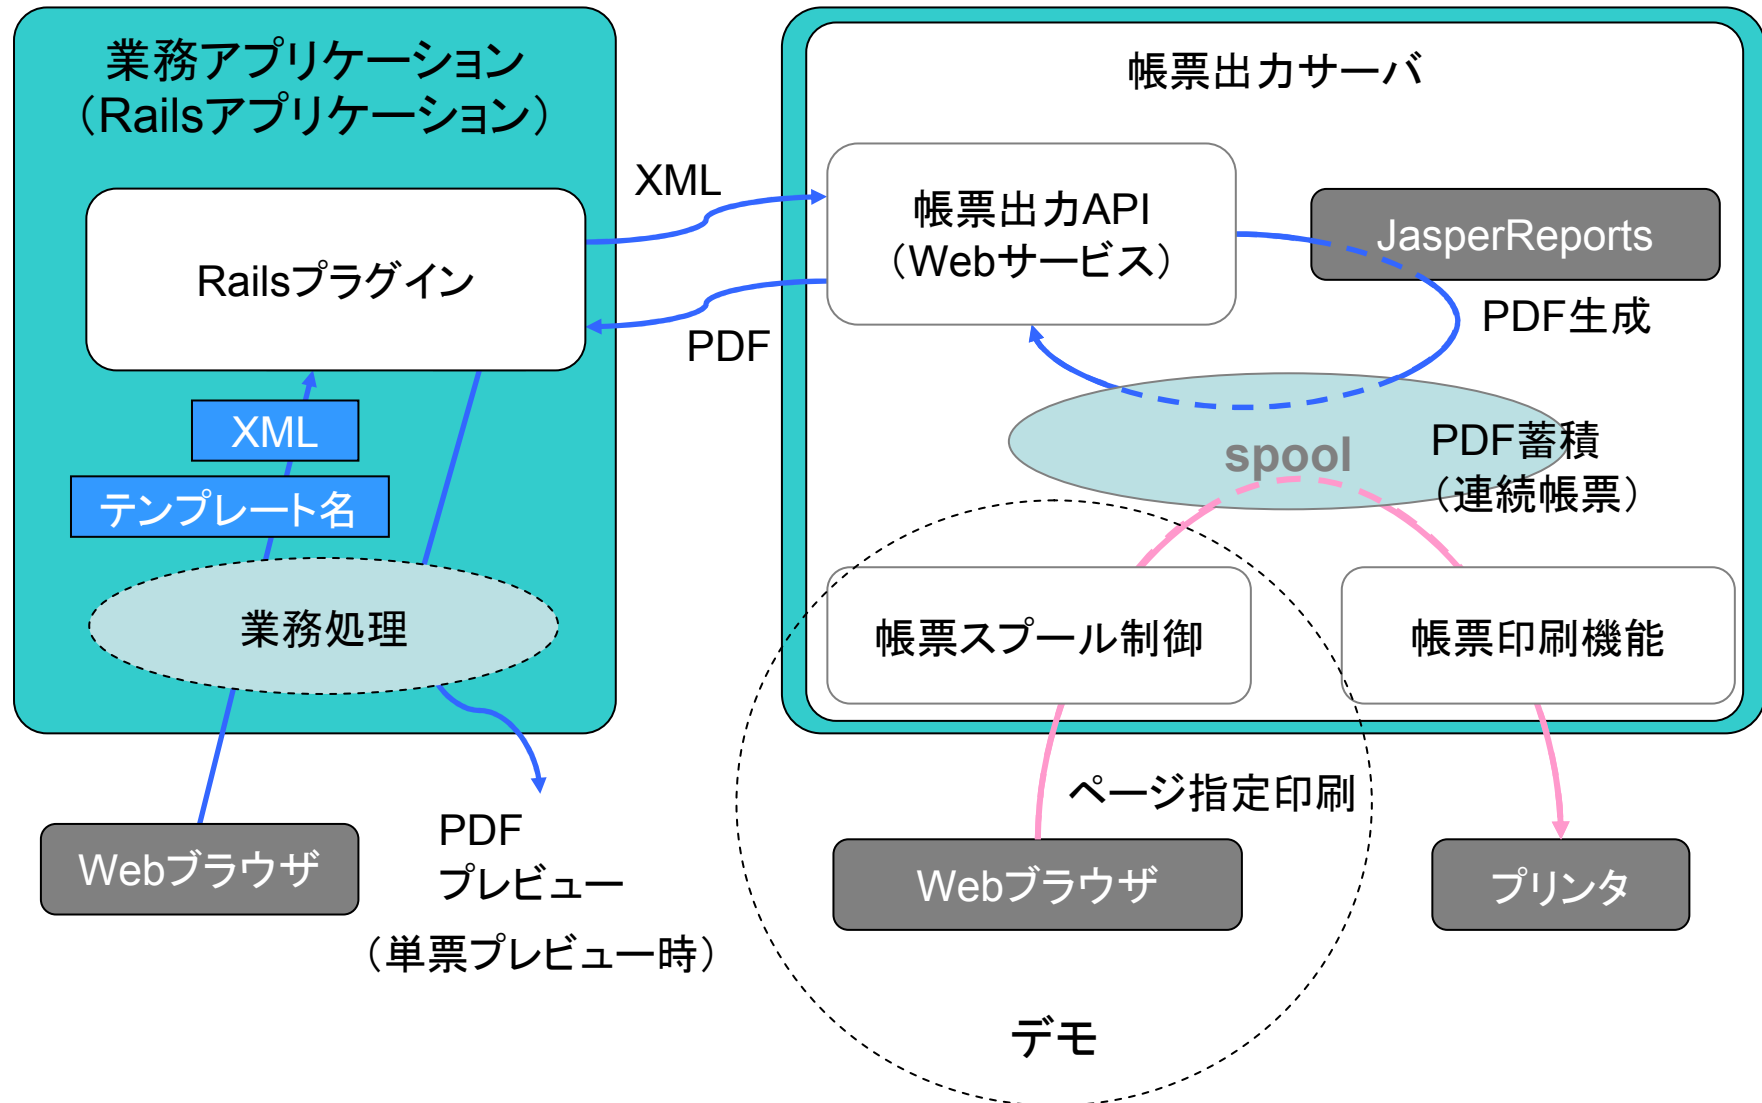 業務アプリケーション
（Railsアプリケーション）
Railsプラグイン
XML
テンプレート名
業務処理
Webブラウザ
PDF
プレビュー
（単票プレビュー時）
XML
PDF
帳票出力サーバ
帳票出力API
（Webサービス）
JasperReports
PDF生成
spool
PDF蓄積
（連続帳票）
帳票スプール制御
帳票印刷機能
ページ指定印刷
Webブラウザ
プリンタ
デモ